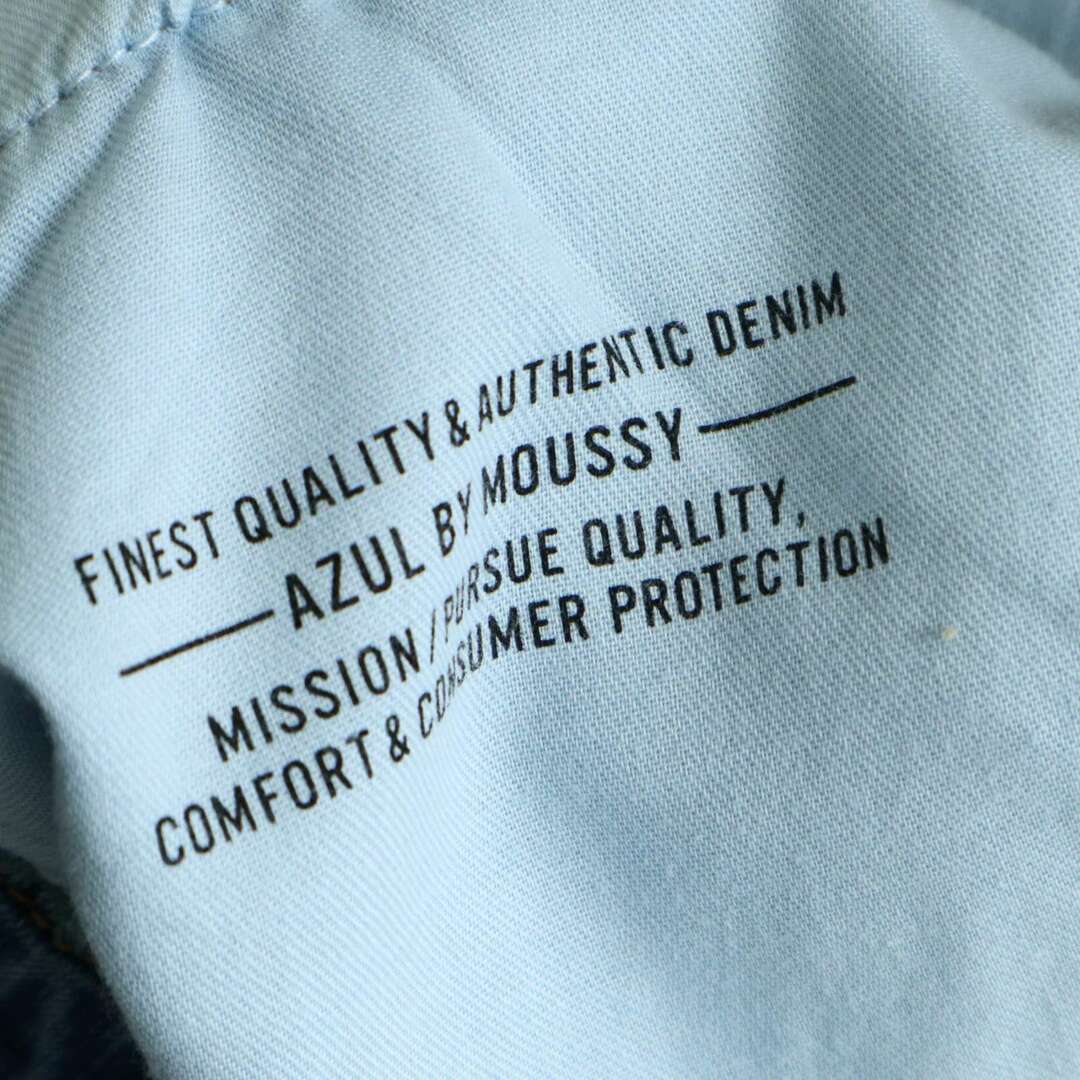 FINEST QUALITY & AUTHENTIC DENIM
AZUL BY MOUSSY
MISSION / PURSUE QUALITY,
COMFORT & CONSUMER PROTECTION